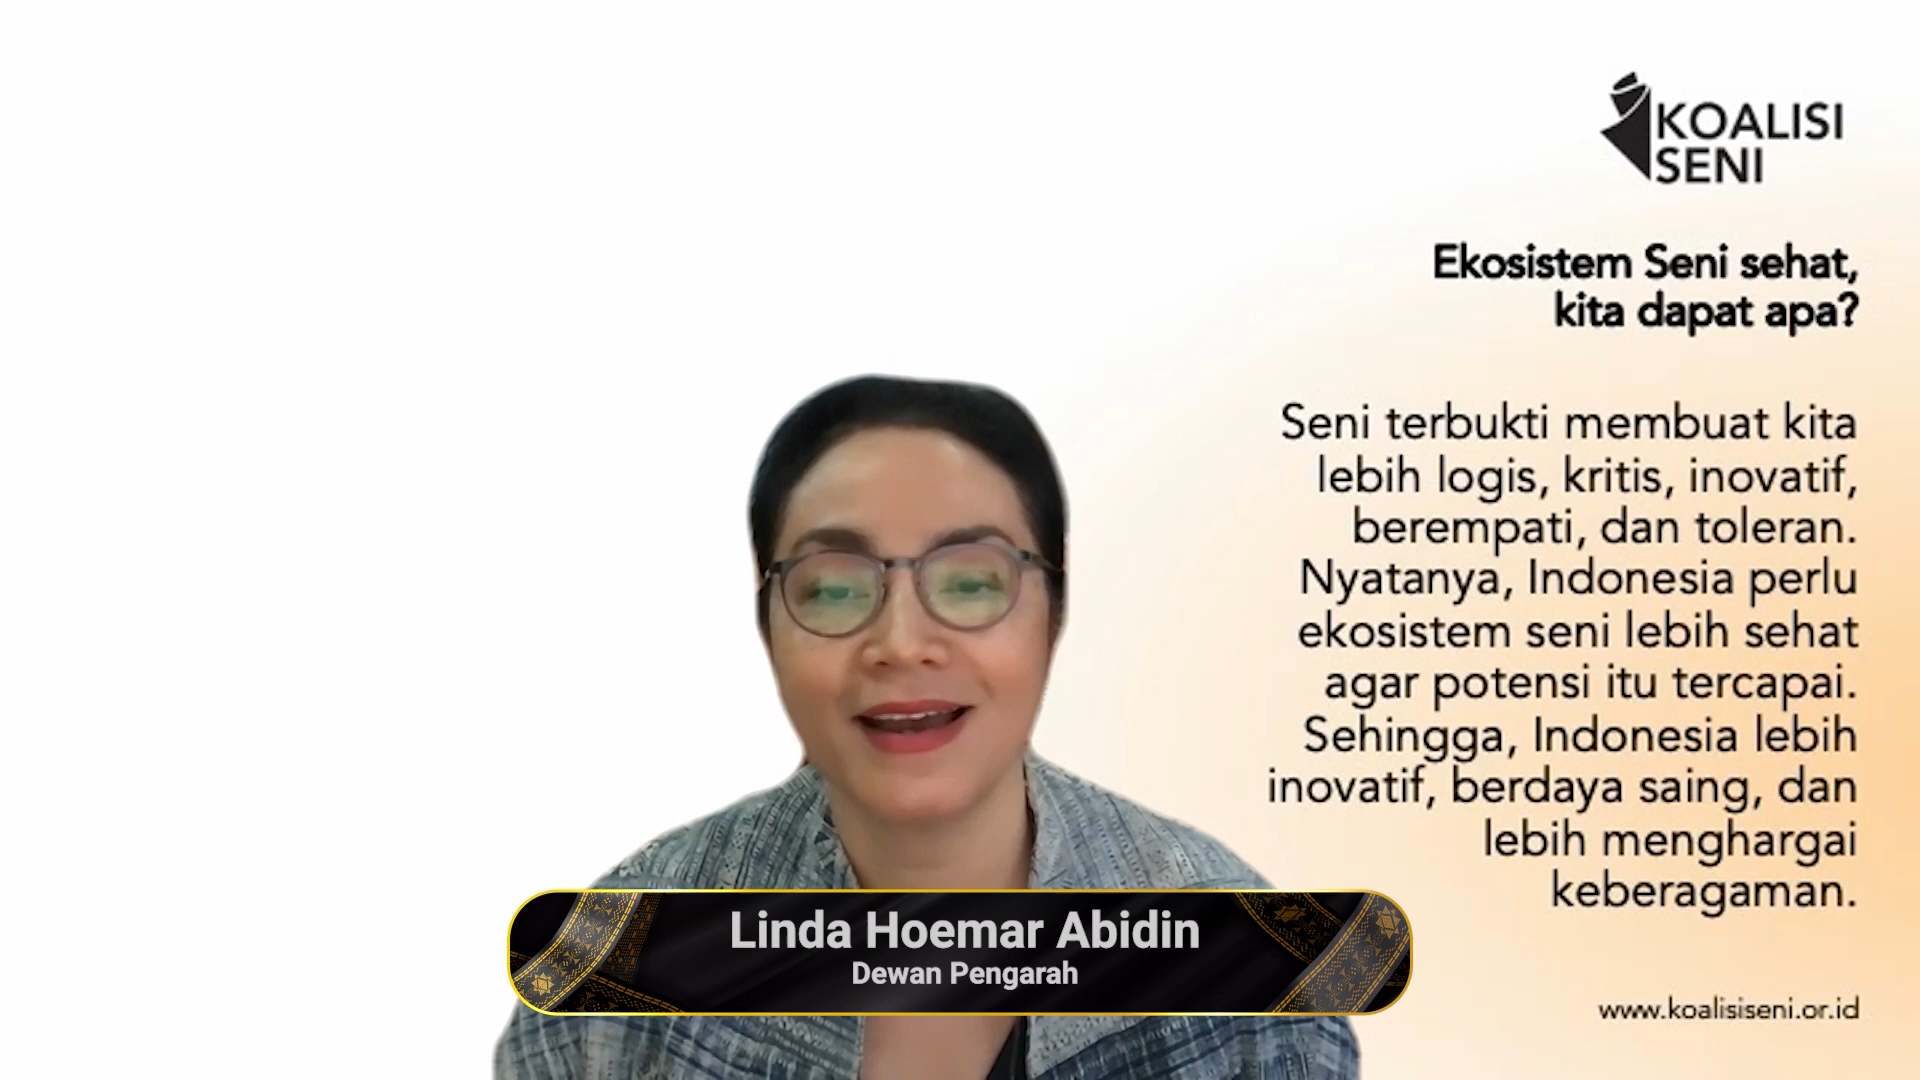 KOALISI
SENI
Ekosistem Seni sehat,
kita dapat apa?
Seni terbukti membuat kita
lebih logis, kritis, inovatif,
berempati, dan toleran.
Nyatanya, Indonesia perlu
ekosistem seni lebih sehat
agar potensi itu tercapai.
Sehingga, Indonesia lebih
inovatif, berdaya saing, dan
lebih menghargai
keberagaman.
Linda Hoemar Abidin
Dewan Pengarah
www.koalisiseni.or.id